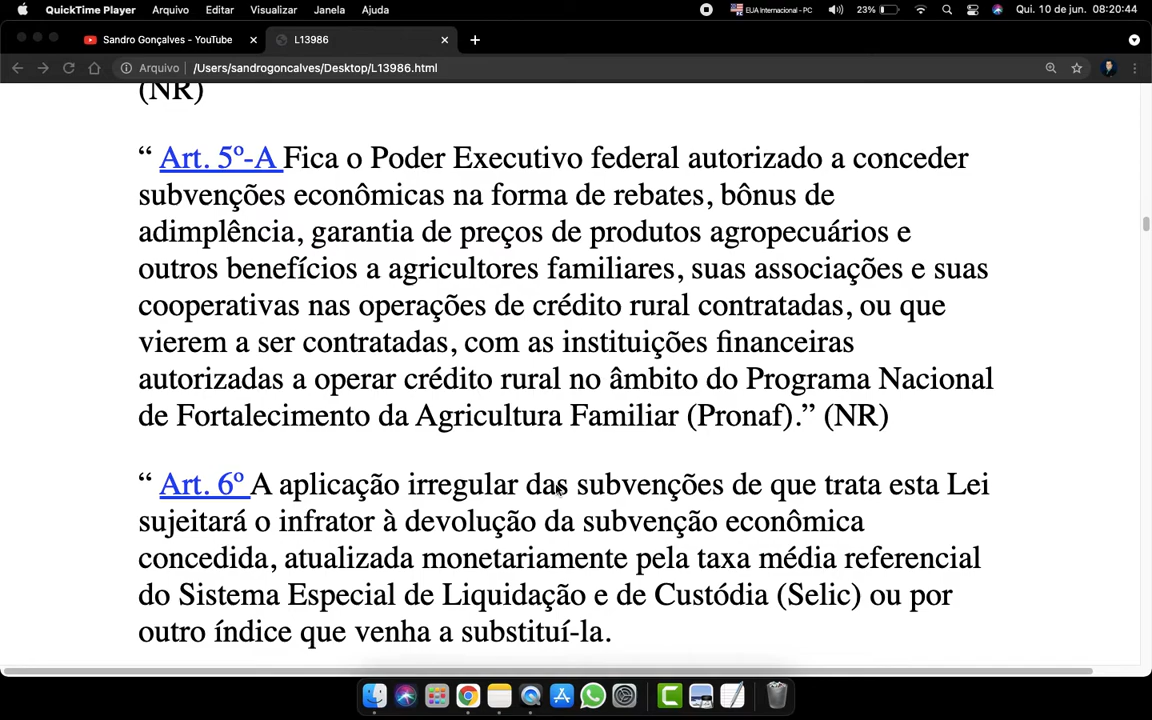 QuickTime Player Arquivo Editar Visualizar Janela Ajuda EUA Internacional - PC 23% Qui. 10 de jun. 08:20:44
Sandro Gonçalves - YouTube L13986
Arquivo /Users/sandrogoncalves/Desktop/L13986.html
(NR)
“ Art. 5º-A Fica o Poder Executivo federal autorizado a conceder
subvenções econômicas na forma de rebates, bônus de
adimplência, garantia de preços de produtos agropecuários e
outros benefícios a agricultores familiares, suas associações e suas
cooperativas nas operações de crédito rural contratadas, ou que
vierem a ser contratadas, com as instituições financeiras
autorizadas a operar crédito rural no âmbito do Programa Nacional
de Fortalecimento da Agricultura Familiar (Pronaf).” (NR)
“ Art. 6º A aplicação irregular das subvenções de que trata esta Lei
sujeitará o infrator à devolução da subvenção econômica
concedida, atualizada monetariamente pela taxa média referencial
do Sistema Especial de Liquidação e de Custódia (Selic) ou por
outro índice que venha a substituí-la.